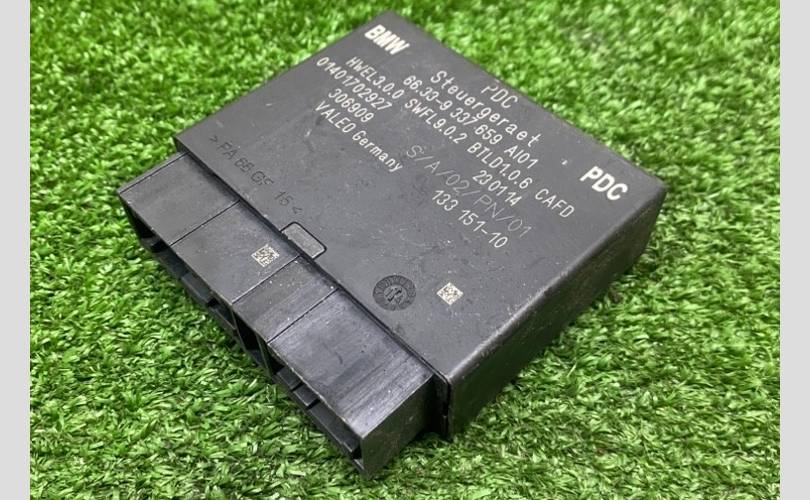 BMW
PDC
Steuergeraet
66.33-9 337 659 AI01
HWEL3.0.0 SWFL9.0.2 BTLD1.0.6 CAFD
01401702927
230114
306909
S/A/02/PN/01
VALEO Germany
133 151-10
PDC
>PA 66 GF 15<